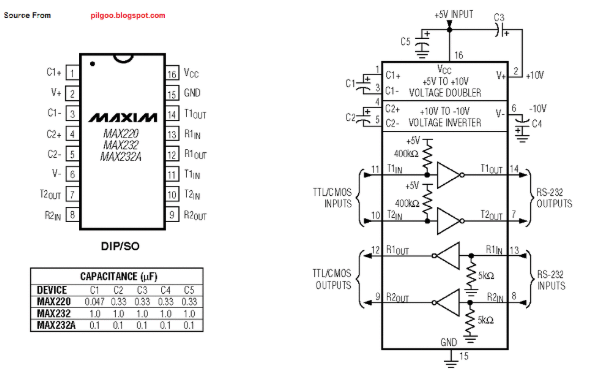 Source From pilgoo.blogspot.com
C1+ 1
V+ 2
C1- 3
C2+ 4
C2- 5
V- 6
T2OUT 7
R2IN 8
16 VCC
15 GND
14 T1OUT
13 R1IN
12 R1OUT
11 T1IN
10 T2IN
9 R2OUT
MAXIM
MAX220
MAX232
MAX232A
DIP/SO
CAPACITANCE (µF)
DEVICE C1 C2 C3 C4 C5
MAX220 0.047 0.33 0.33 0.33 0.33
MAX232 1.0 1.0 1.0 1.0 1.0
MAX232A 0.1 0.1 0.1 0.1 0.1
+5V INPUT
C3
C5
16
VCC
+5V TO +10V
VOLTAGE DOUBLER
C1
1
C1+
3
C1-
V+ 2 +10V
C2
4
C2+
5
C2-
+10V TO -10V
VOLTAGE INVERTER
V- 6 -10V
C4
+5V
400kΩ
11 T1IN
T1OUT 14
+5V
400kΩ
10 T2IN
T2OUT 7
TTL/CMOS
INPUTS
RS-232
OUTPUTS
12 R1OUT
R1IN 13
5kΩ
9 R2OUT
R2IN 8
5kΩ
TTL/CMOS
OUTPUTS
RS-232
INPUTS
GND
15